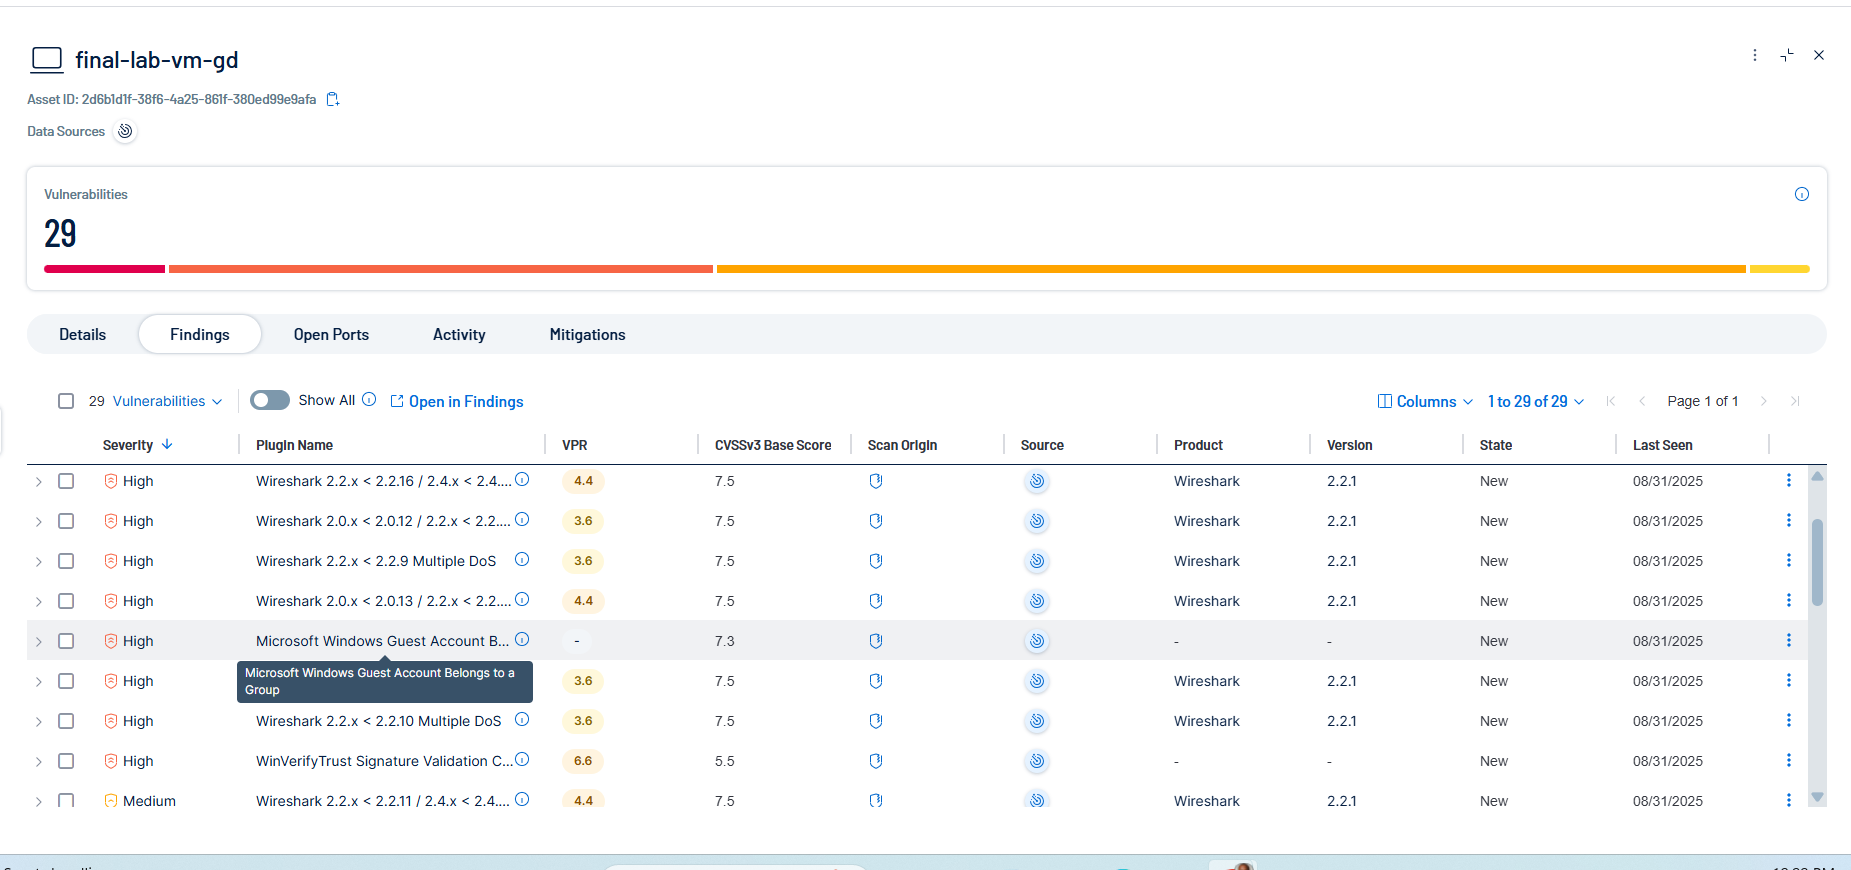 final-lab-vm-gd
Asset ID: 2d6b1d1f-38f6-4a25-861f-380ed99e9afa
Data Sources
Vulnerabilities
29
Details Findings Open Ports Activity Mitigations
29 Vulnerabilities Show All Open in Findings Columns 1 to 29 of 29 Page 1 of 1
Severity Plugin Name VPR CVSSv3 Base Score Scan Origin Source Product Version State Last Seen
High Wireshark 2.2.x < 2.2.16 / 2.4.x < 2.4.... 4.4 7.5 Wireshark 2.2.1 New 08/31/2025
High Wireshark 2.0.x < 2.0.12 / 2.2.x < 2.2.... 3.6 7.5 Wireshark 2.2.1 New 08/31/2025
High Wireshark 2.2.x < 2.2.9 Multiple DoS 3.6 7.5 Wireshark 2.2.1 New 08/31/2025
High Wireshark 2.0.x < 2.0.13 / 2.2.x < 2.2.... 4.4 7.5 Wireshark 2.2.1 New 08/31/2025
High Microsoft Windows Guest Account B... - 7.3 - - New 08/31/2025
Microsoft Windows Guest Account Belongs to a
Group
High 3.6 7.5 Wireshark 2.2.1 New 08/31/2025
High Wireshark 2.2.x < 2.2.10 Multiple DoS 3.6 7.5 Wireshark 2.2.1 New 08/31/2025
High WinVerifyTrust Signature Validation C... 6.6 5.5 - - New 08/31/2025
Medium Wireshark 2.2.x < 2.2.11 / 2.4.x < 2.4.... 4.4 7.5 Wireshark 2.2.1 New 08/31/2025